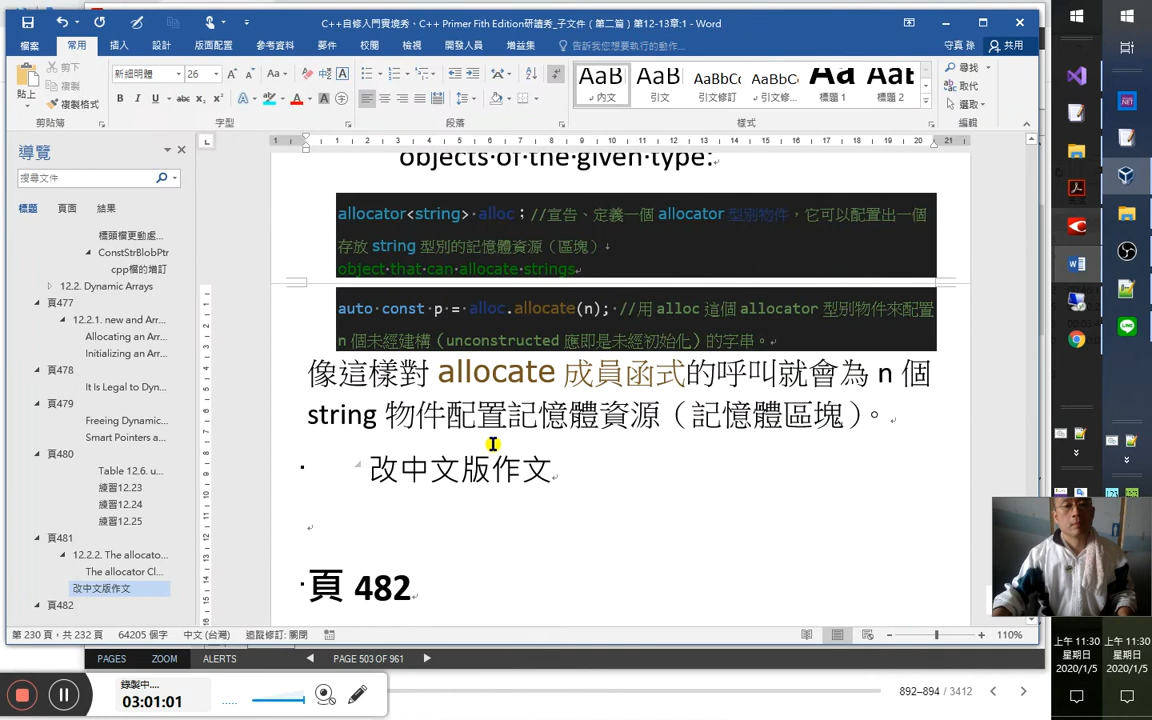 C++自修入門實境秀、C++ Primer Fith Edition研讀秀_子文件（第二篇）第12-13章:1 - Word
檔案 常用 插入 設計 版面配置 參考資料 郵件 校閱 檢視 開發人員 增益集 告訴我您想要執行的動作... 守真 孫 共用
貼上 剪下 複製 複製格式
新細明體 26
AaB AaB AaBbCc AaBbCc Aa Aat
內文 引文 引文修訂 引文修... 標題 1 標題 2
尋找 取代 選取
剪貼簿 字型 段落 樣式 編輯
導覽
搜尋文件
標題 頁面 結果
標頭檔更動處...
ConstStrBlobPtr
cpp檔的增訂
12.2. Dynamic Arrays
頁477
12.2.1. new and Arr...
Allocating an Arr...
Initializing an Arr...
頁478
It Is Legal to Dyn...
頁479
Freeing Dynamic...
Smart Pointers a...
頁480
Table 12.6. u...
練習12.23
練習12.24
練習12.25
頁481
12.2.2. The allocato...
The allocator Cl...
改中文版作文
頁482
objects of the given type:
allocator<string> alloc；//宣告、定義一個 allocator 型別物件，它可以配置出一個
存放 string 型別的記憶體資源（區塊）
object that can allocate strings
auto const p = alloc.allocate(n); //用 alloc 這個 allocator 型別物件來配置
n 個未經建構（unconstructed 應即是未經初始化）的字串。
像這樣對 allocate 成員函式的呼叫就會為 n 個
string 物件配置記憶體資源（記憶體區塊）。
改中文版作文
頁 482
第 230 頁，共 232 頁 64205 個字 中文 (台灣) 追蹤修訂: 關閉 110%
PAGES ZOOM ALERTS PAGE 503 OF 961
錄製中....
03:01:01
892–894 / 3412
上午 11:30
星期日
2020/1/5
上午 11:30
星期日
2020/1/5